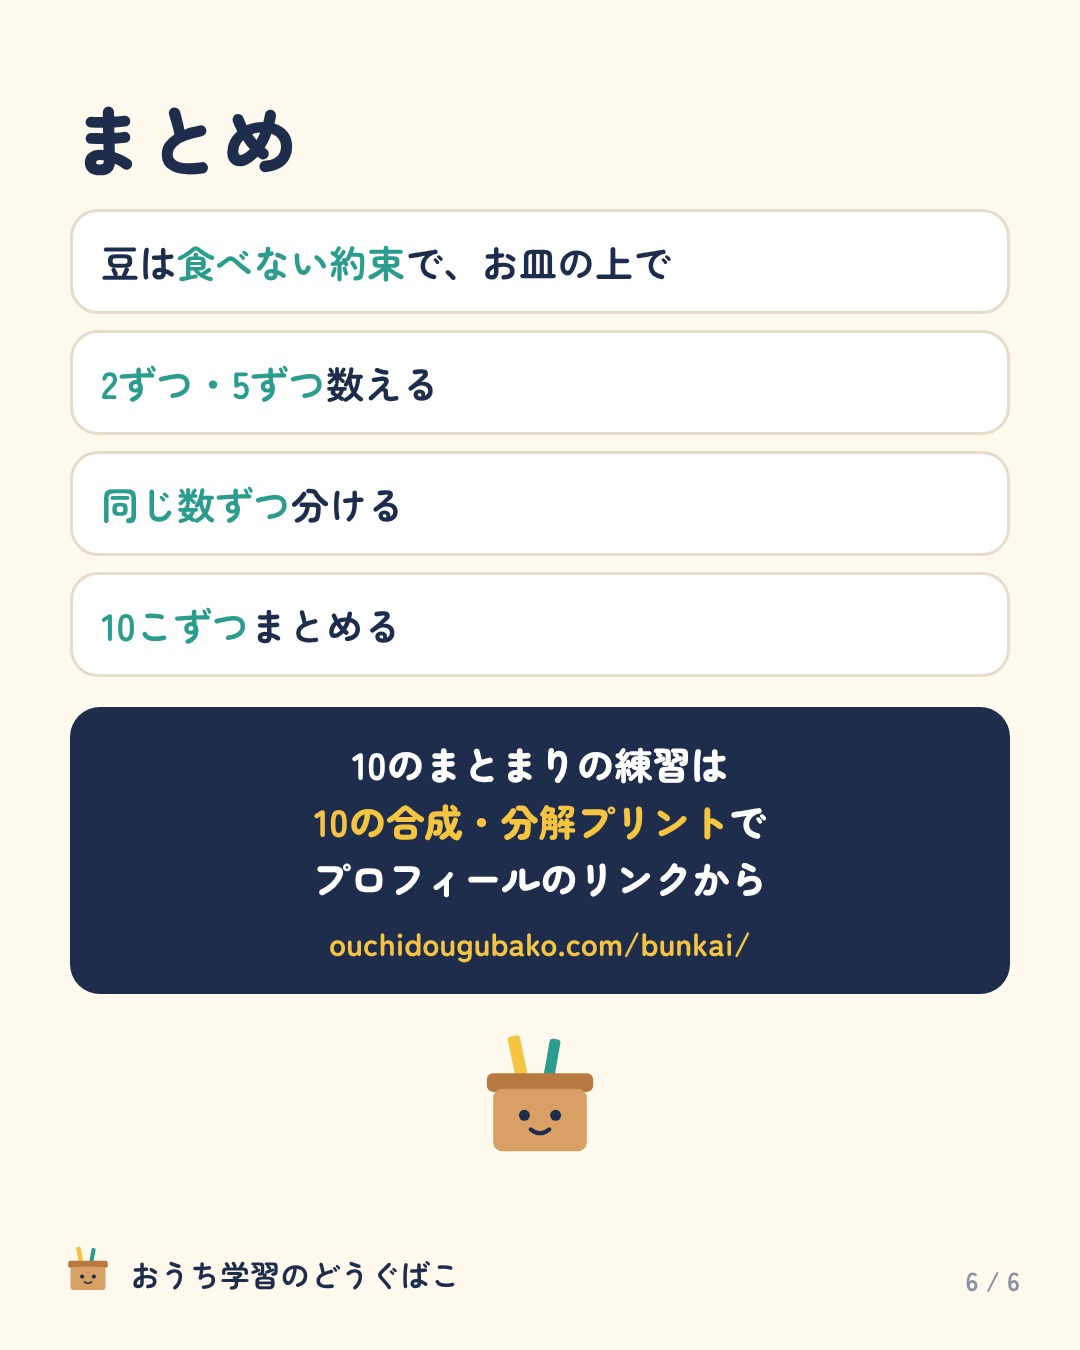 まとめ
豆は食べない約束で、お皿の上で
2ずつ・5ずつ数える
同じ数ずつ分ける
10こずつまとめる
10のまとまりの練習は
10の合成・分解プリントで
プロフィールのリンクから
ouchidougubako.com/bunkai/
おうち学習のどうぐばこ
6 / 6